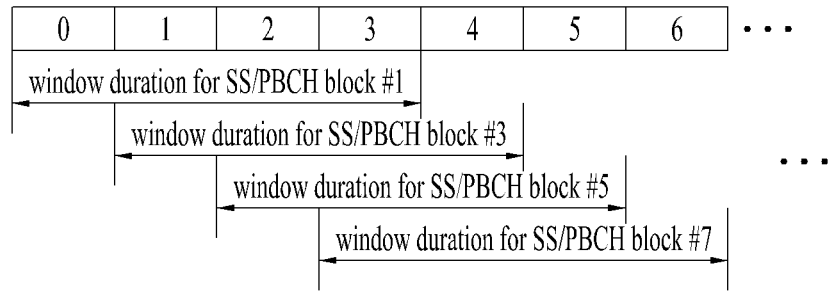 0 1 2 3 4 5 6 ...
window duration for SS/PBCH block #1
window duration for SS/PBCH block #3
...
window duration for SS/PBCH block #5
window duration for SS/PBCH block #7